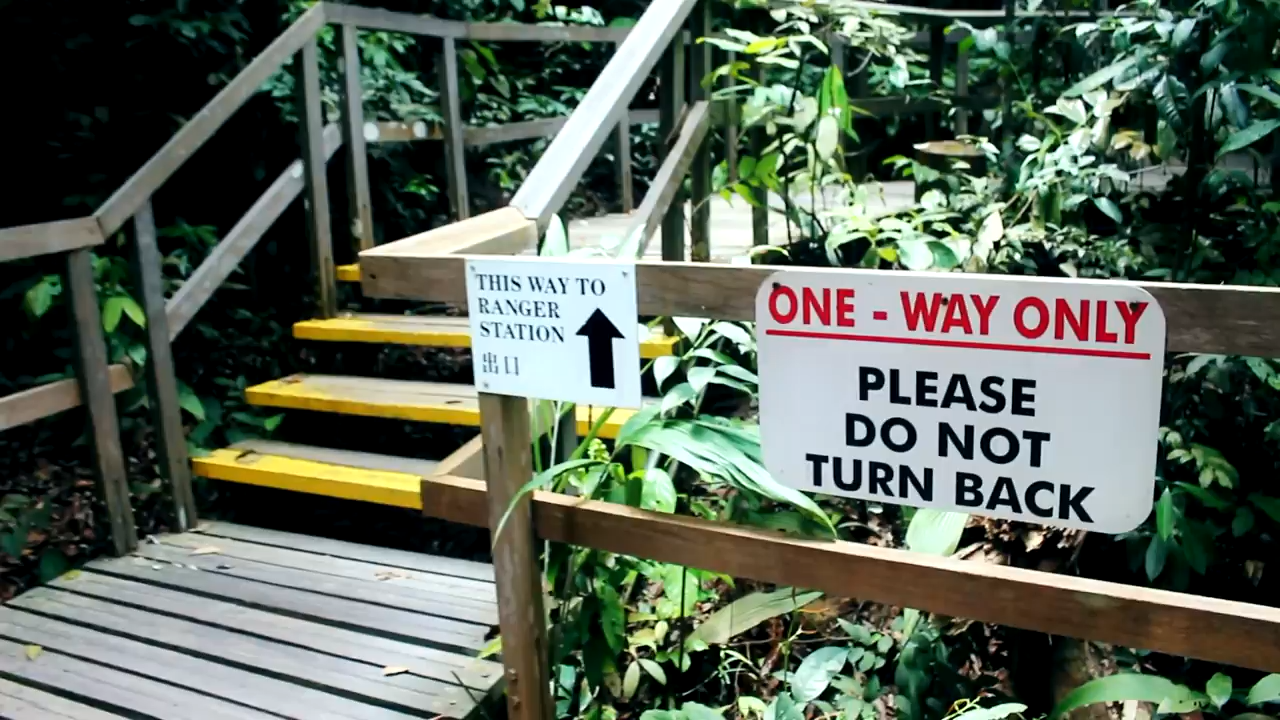 THIS WAY TO
RANGER
STATION
出口
ONE - WAY ONLY
PLEASE
DO NOT
TURN BACK